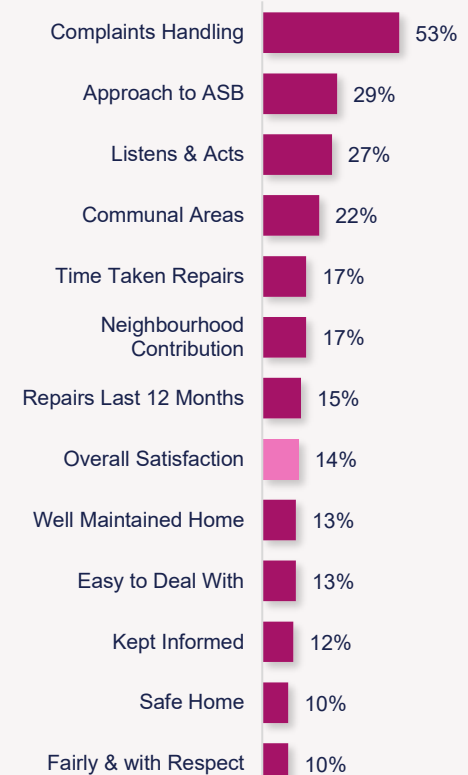 Complaints Handling 53%
Approach to ASB 29%
Listens & Acts 27%
Communal Areas 22%
Time Taken Repairs 17%
Neighbourhood
Contribution 17%
Repairs Last 12 Months 15%
Overall Satisfaction 14%
Well Maintained Home 13%
Easy to Deal With 13%
Kept Informed 12%
Safe Home 10%
Fairly & with Respect 10%